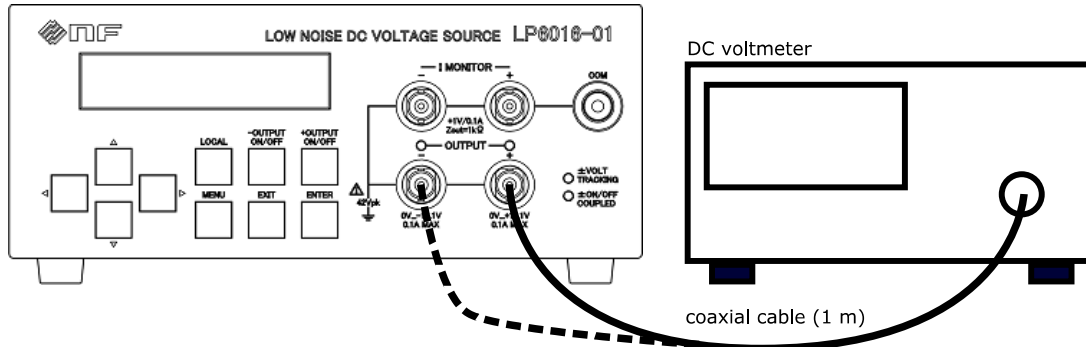 NF
LOW NOISE DC VOLTAGE SOURCE LP6016-01
I MONITOR
- +
COM
+1V/0.1A
Zout=1kΩ
LOCAL
-OUTPUT
ON/OFF
+OUTPUT
ON/OFF
OUTPUT
- +
±VOLT
TRACKING
±ON/OFF
COUPLED
MENU
EXIT
ENTER
42Vpk
0.1A MAX
0.1A MAX
DC voltmeter
coaxial cable (1 m)